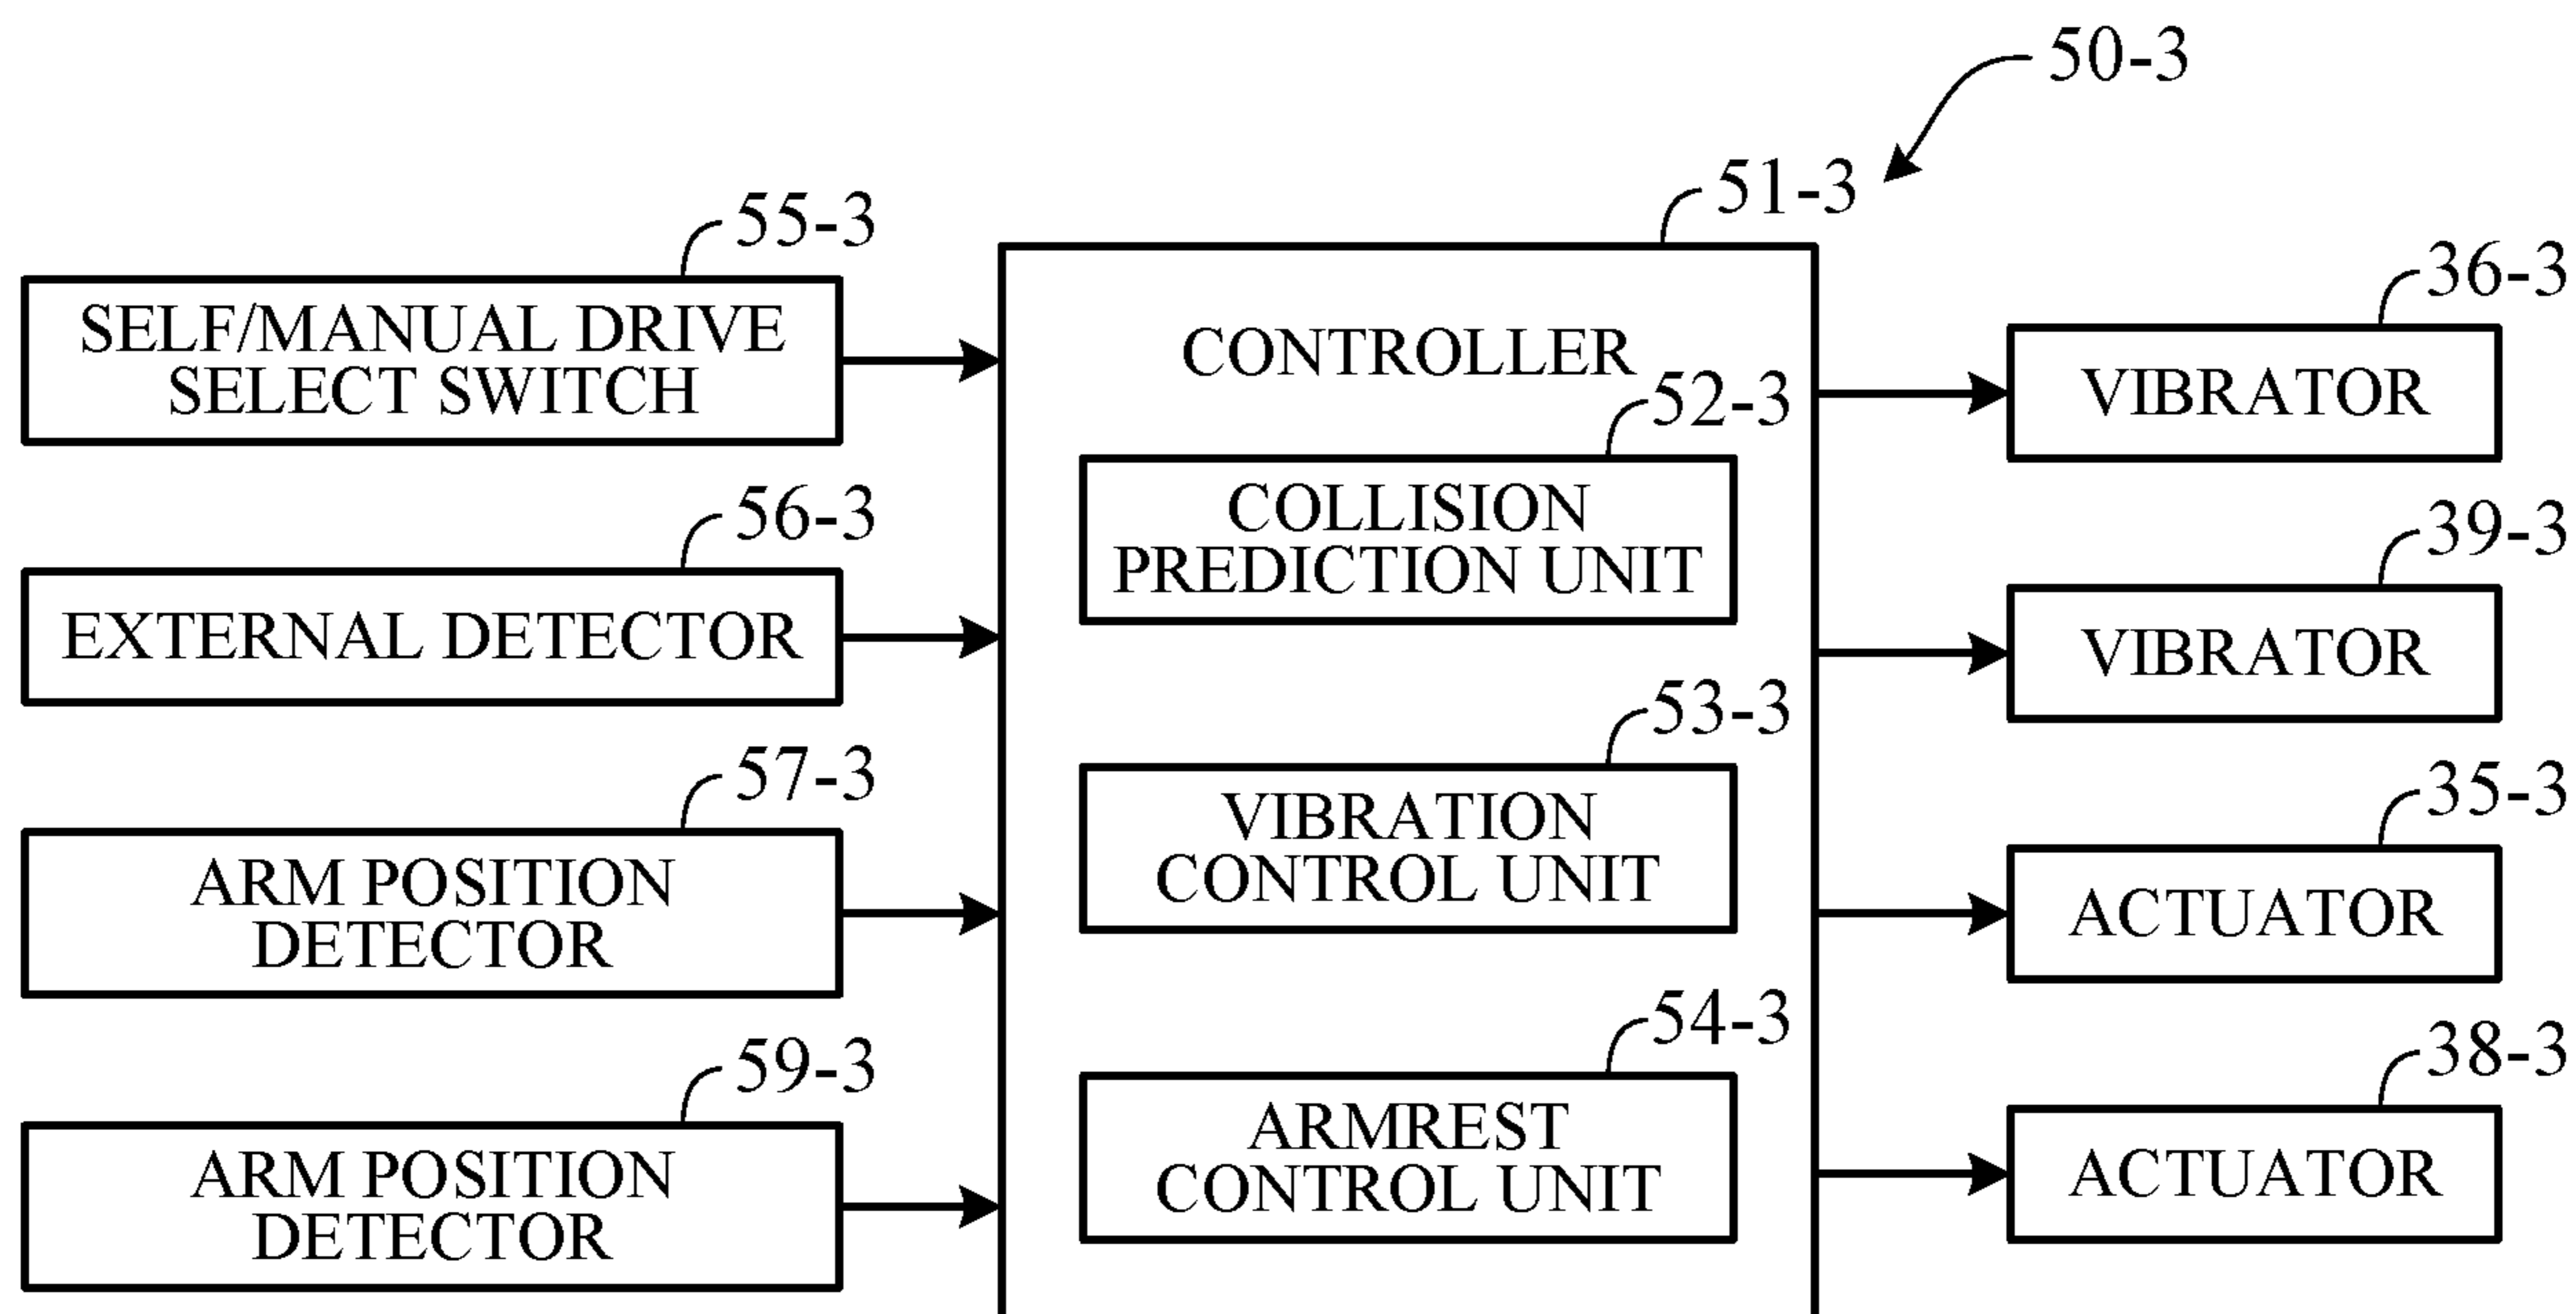 50-3
51-3
55-3
SELF/MANUAL DRIVE
SELECT SWITCH
56-3
EXTERNAL DETECTOR
57-3
ARM POSITION
DETECTOR
59-3
ARM POSITION
DETECTOR
CONTROLLER
52-3
COLLISION
PREDICTION UNIT
53-3
VIBRATION
CONTROL UNIT
54-3
ARMREST
CONTROL UNIT
36-3
VIBRATOR
39-3
VIBRATOR
35-3
ACTUATOR
38-3
ACTUATOR